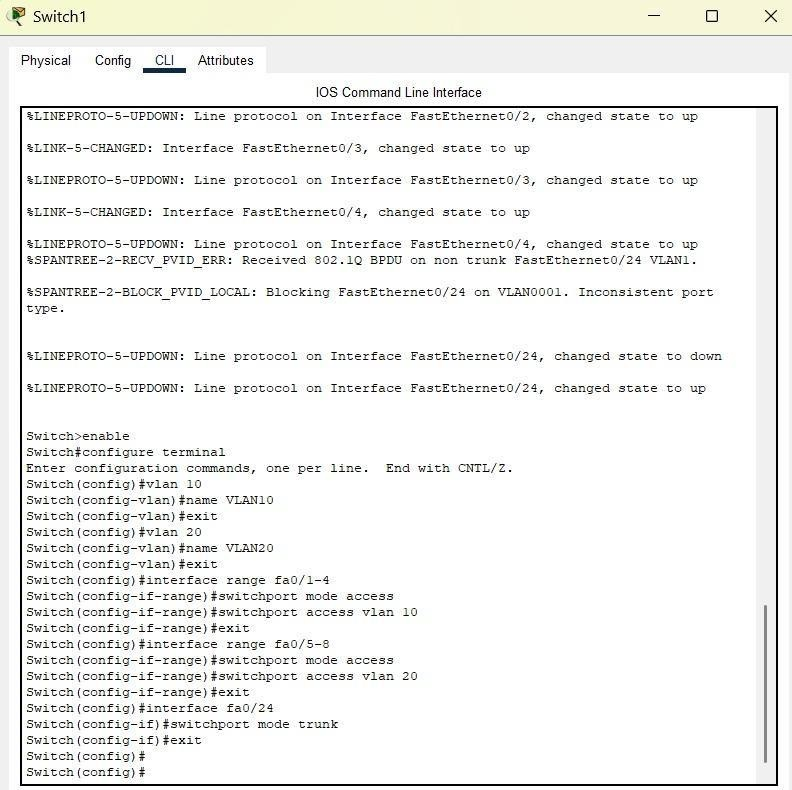 Switch1
Physical Config CLI Attributes
IOS Command Line Interface
%LINEPROTO-5-UPDOWN: Line protocol on Interface FastEthernet0/2, changed state to up
%LINK-5-CHANGED: Interface FastEthernet0/3, changed state to up
%LINEPROTO-5-UPDOWN: Line protocol on Interface FastEthernet0/3, changed state to up
%LINK-5-CHANGED: Interface FastEthernet0/4, changed state to up
%LINEPROTO-5-UPDOWN: Line protocol on Interface FastEthernet0/4, changed state to up
%SPANTREE-2-RECV_PVID_ERR: Received 802.1Q BPDU on non trunk FastEthernet0/24 VLAN1.
%SPANTREE-2-BLOCK_PVID_LOCAL: Blocking FastEthernet0/24 on VLAN0001. Inconsistent port
type.
%LINEPROTO-5-UPDOWN: Line protocol on Interface FastEthernet0/24, changed state to down
%LINEPROTO-5-UPDOWN: Line protocol on Interface FastEthernet0/24, changed state to up
Switch>enable
Switch#configure terminal
Enter configuration commands, one per line.  End with CNTL/Z.
Switch(config)#vlan 10
Switch(config-vlan)#name VLAN10
Switch(config-vlan)#exit
Switch(config)#vlan 20
Switch(config-vlan)#name VLAN20
Switch(config-vlan)#exit
Switch(config)#interface range fa0/1-4
Switch(config-if-range)#switchport mode access
Switch(config-if-range)#switchport access vlan 10
Switch(config-if-range)#exit
Switch(config)#interface range fa0/5-8
Switch(config-if-range)#switchport mode access
Switch(config-if-range)#switchport access vlan 20
Switch(config-if-range)#exit
Switch(config)#interface fa0/24
Switch(config-if)#switchport mode trunk
Switch(config-if)#exit
Switch(config)#
Switch(config)#